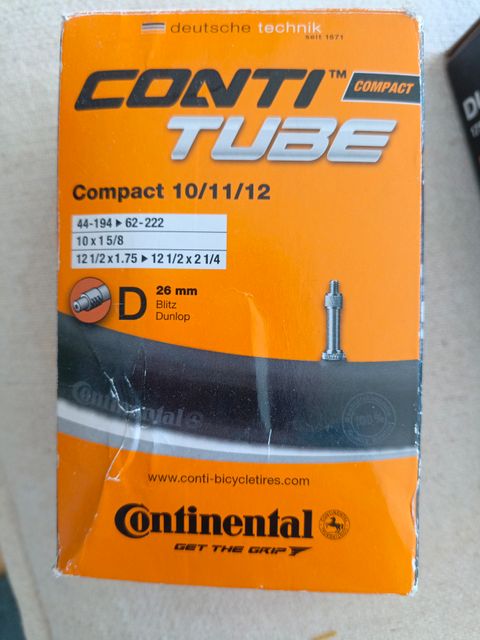 deutsche technik
seit 1871
CONTI™ COMPACT
TUBE
Compact 10/11/12
44-194 ▶ 62-222
10 x 1 5/8
12 1/2 x 1.75 ▶ 12 1/2 x 2 1/4
D
26 mm
Blitz
Dunlop
Continental
www.conti-bicycletires.com
Continental
GET THE GRIP